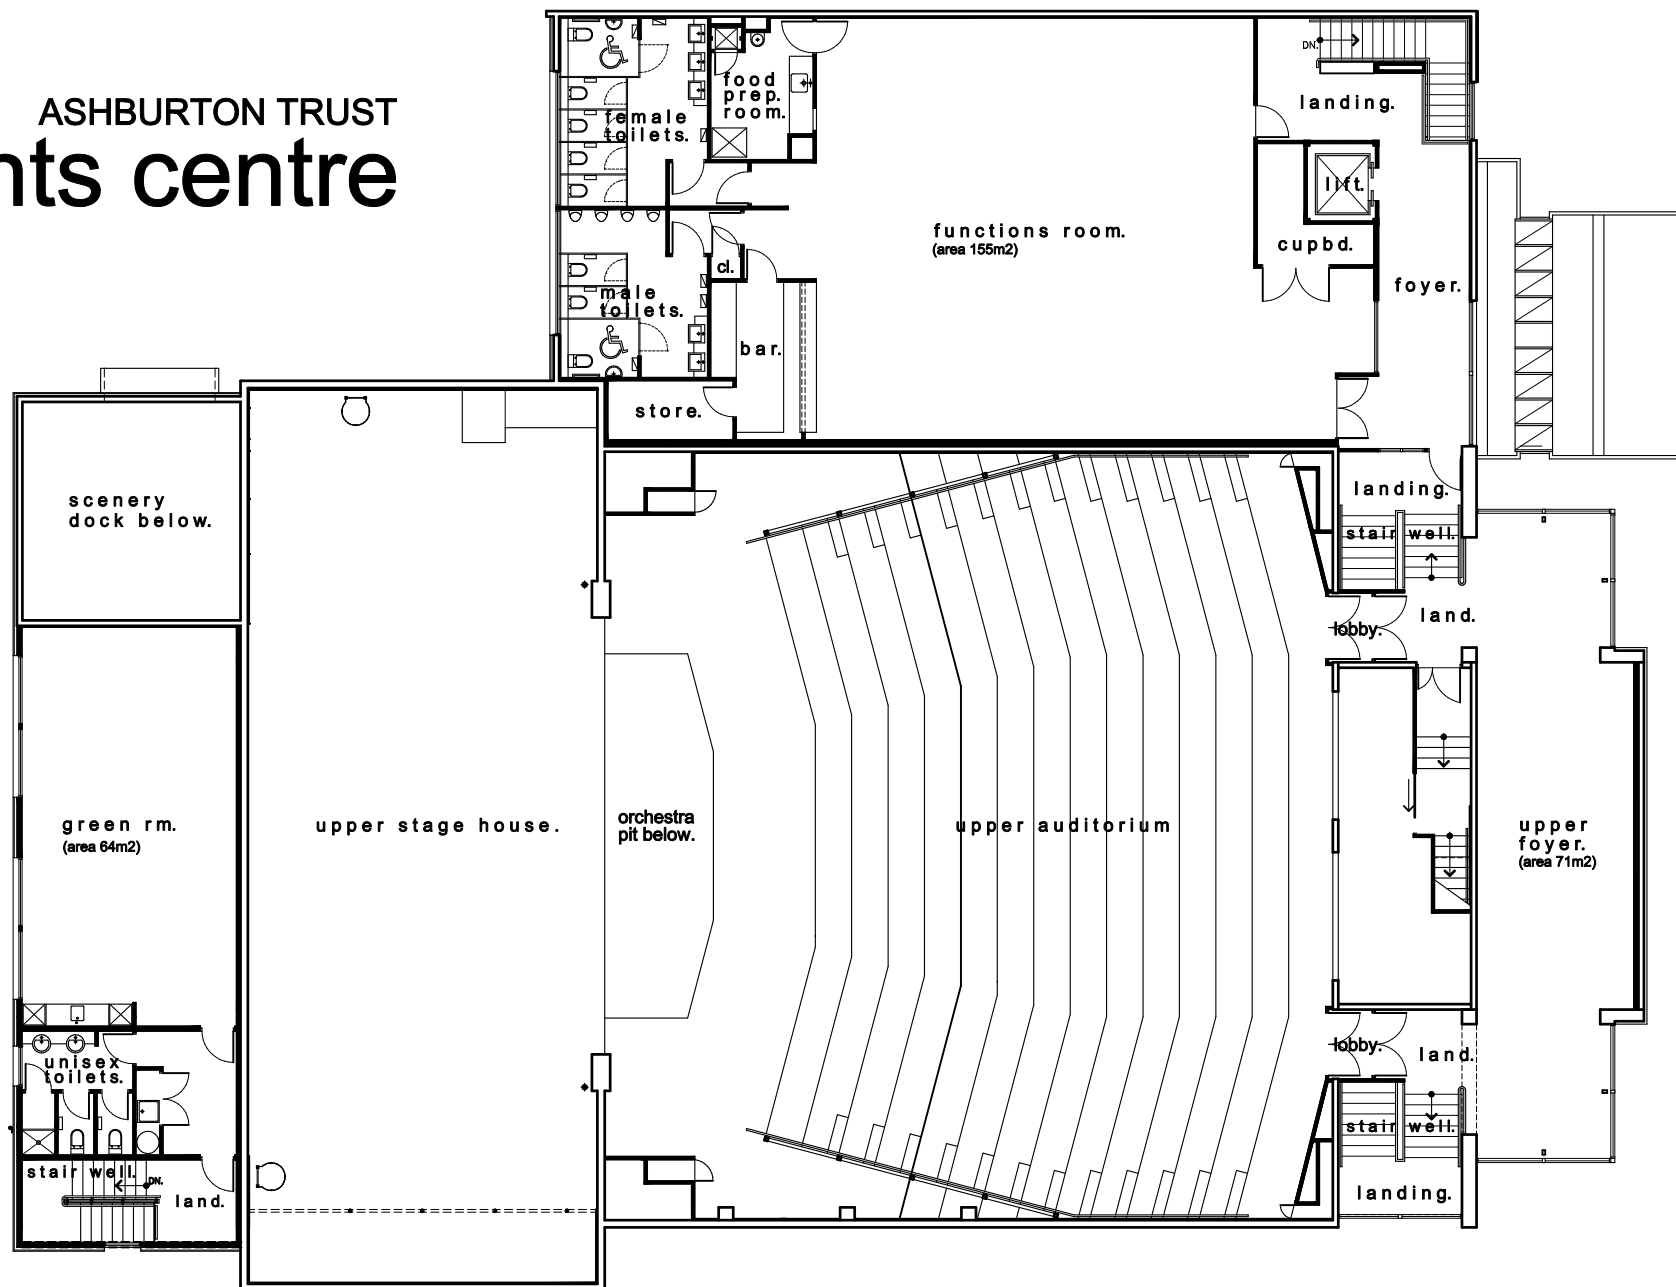 ASHBURTON TRUST
nts centre
DN.
landing.
food
prep.
room.
female
toilets.
lift.
functions room.
(area 155m2)
cupbd.
cl.
foyer.
male
toilets.
bar.
store.
scenery
dock below.
landing.
stair well.
land.
lobby.
green rm.
(area 64m2)
upper stage house.
orchestra
pit below.
upper auditorium
upper
foyer.
(area 71m2)
lobby.
land.
unisex
toilets.
stair well.
stair well.
DN.
land.
landing.